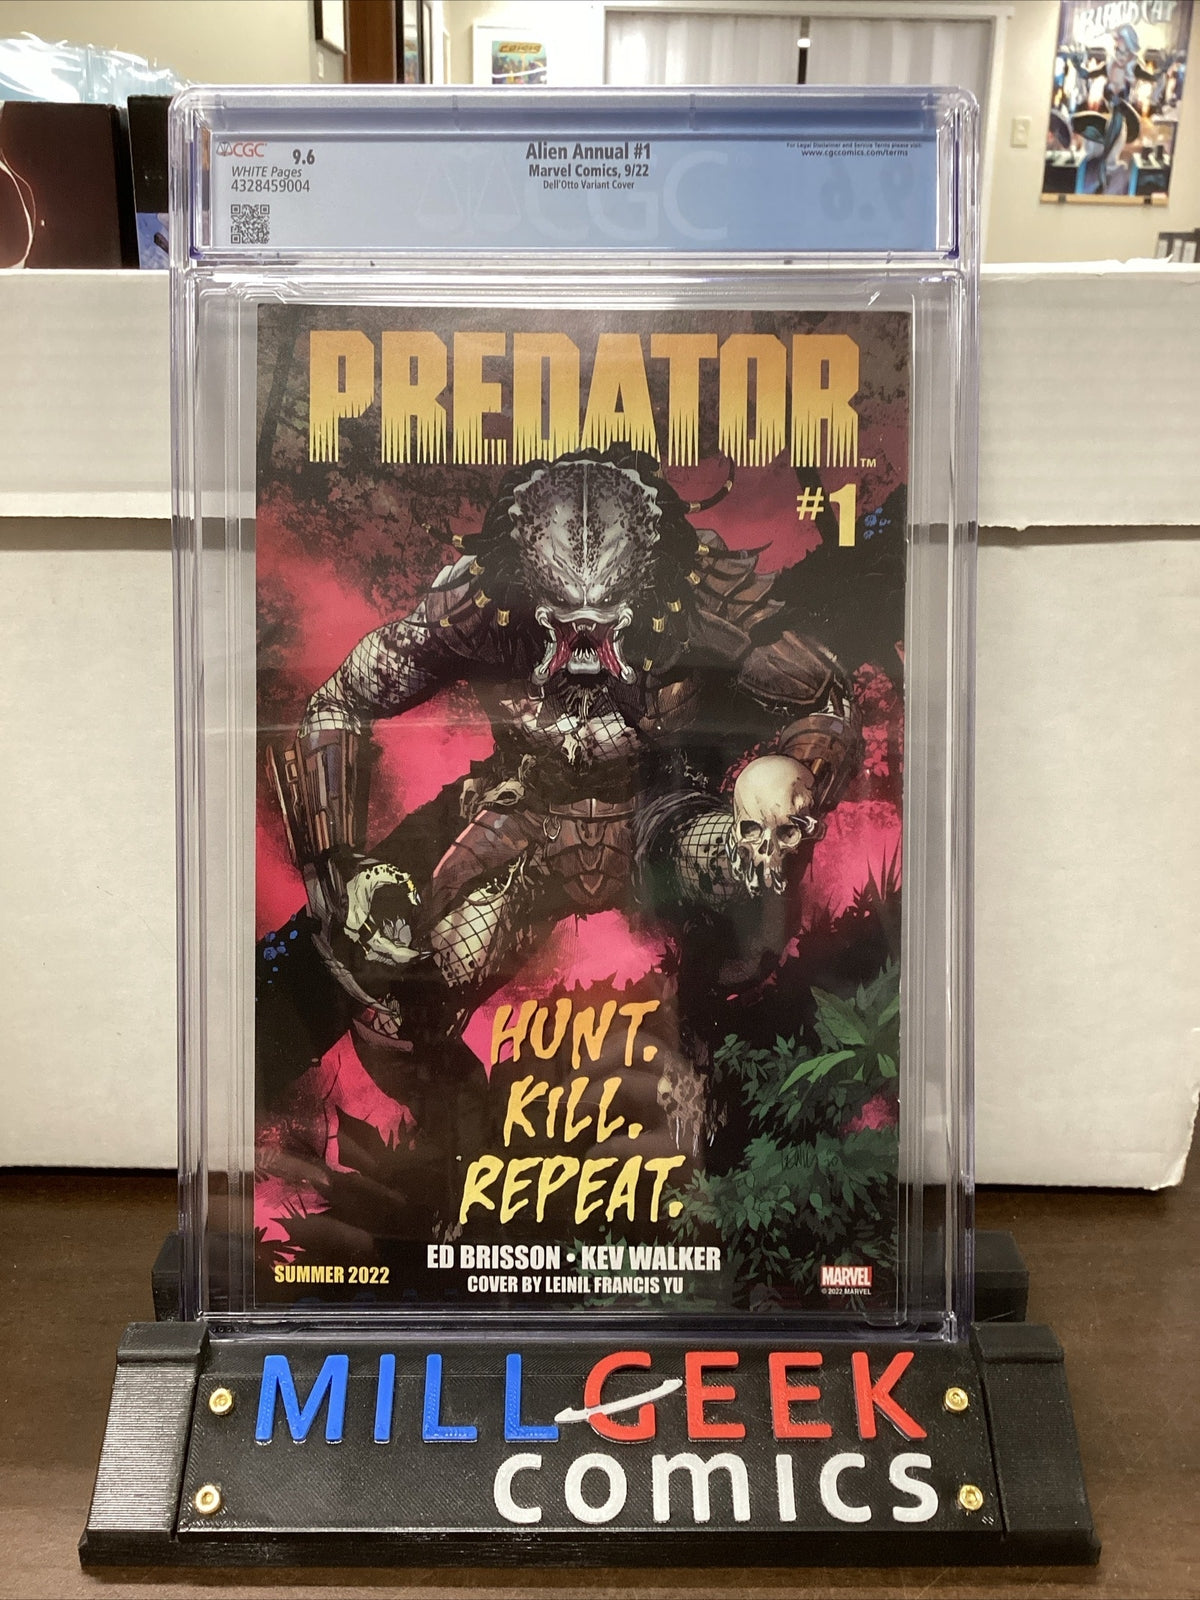 CGC 9.6
WHITE Pages
4328459004
Alien Annual #1
Marvel Comics, 9/22
Dell'Otto Variant Cover
For Legal Disclaimer and Service Terms please visit:
www.cgccomics.com/terms
PREDATOR™
#1
HUNT.
KILL.
REPEAT.
ED BRISSON • KEV WALKER
COVER BY LEINIL FRANCIS YU
SUMMER 2022
MARVEL
© 2022 MARVEL
MILLGEEK
comics